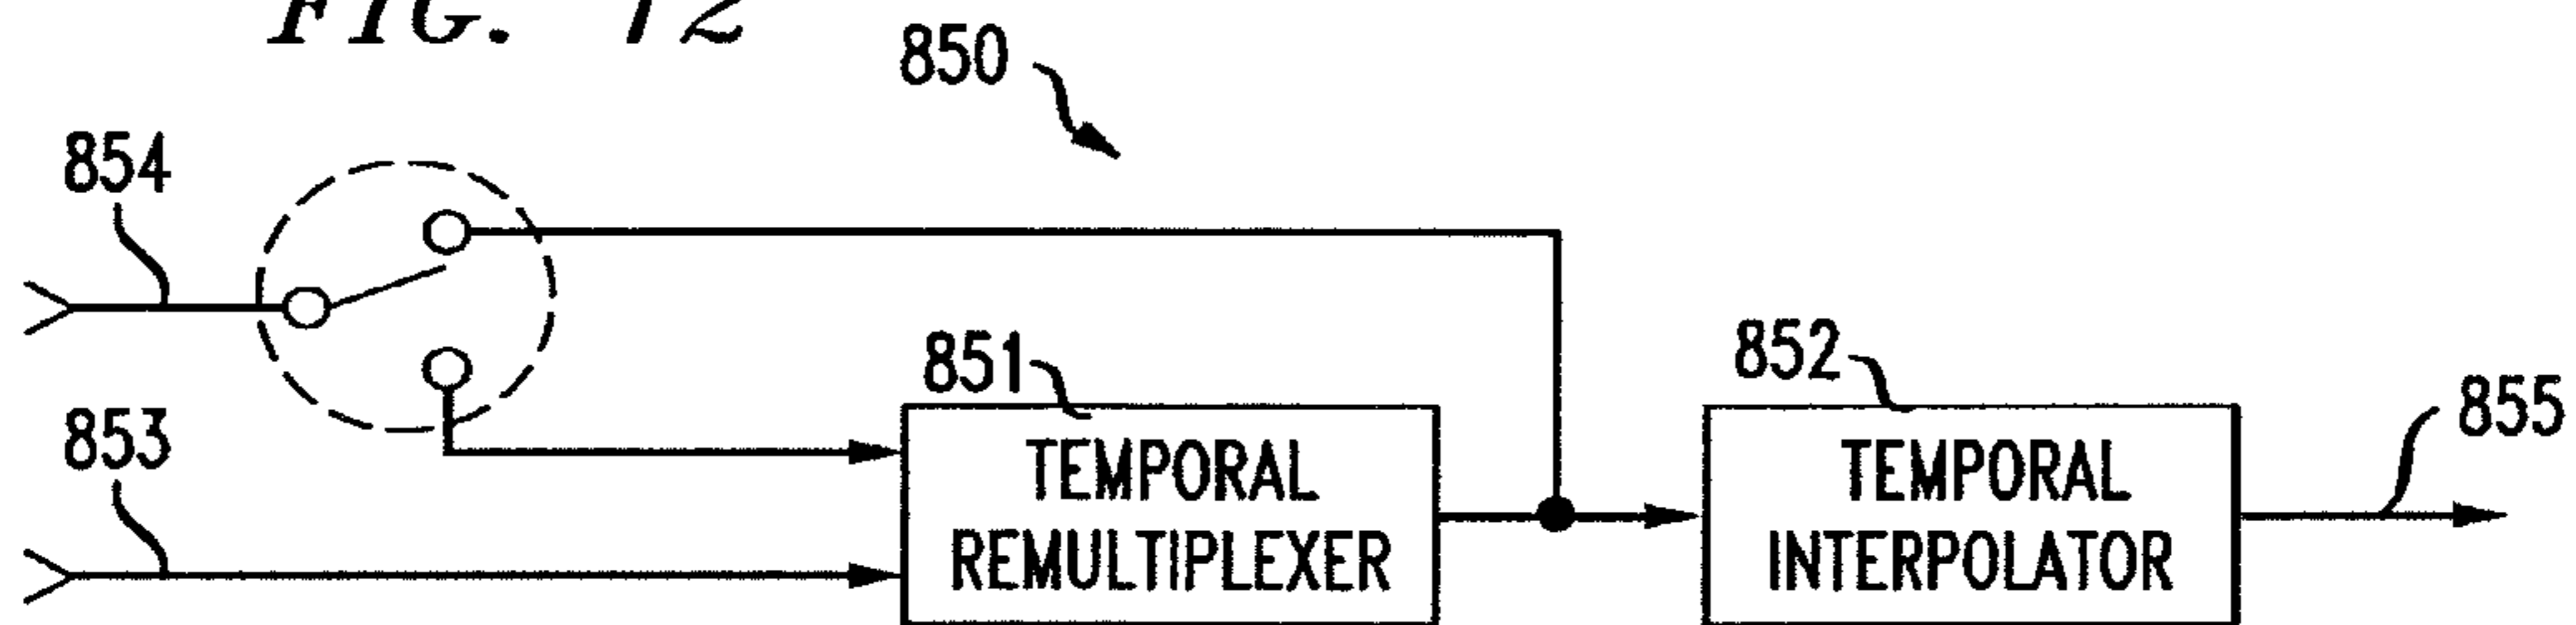 FIG. 12
850
854
853
851
TEMPORAL
REMULTIPLEXER
852
TEMPORAL
INTERPOLATOR
855